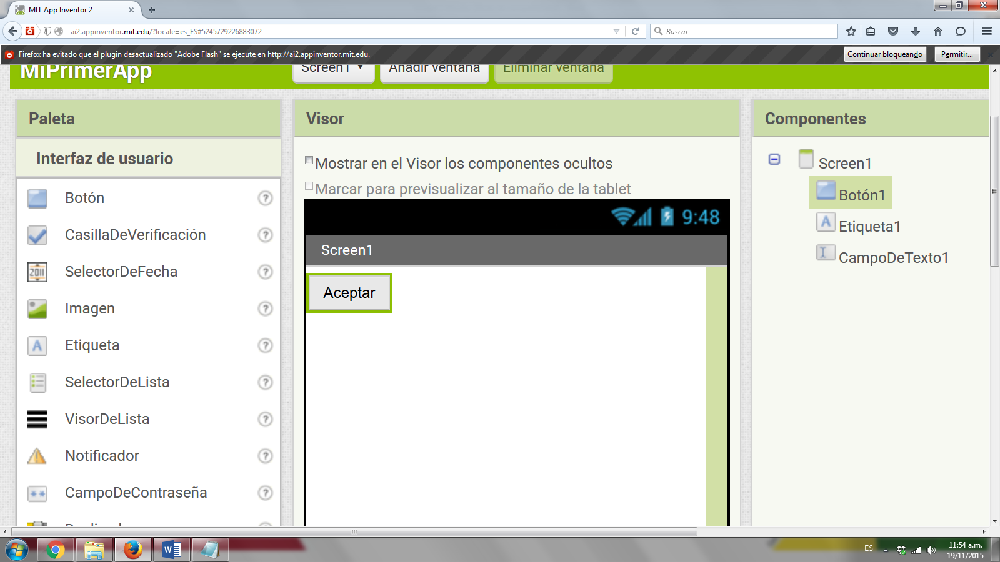 MIT App Inventor 2
ai2.appinventor.mit.edu/?locale=es_ES#5245729226883072
Buscar
Firefox ha evitado que el plugin desactualizado "Adobe Flash" se ejecute en http://ai2.appinventor.mit.edu.
Continuar bloqueando
Permitir...
MiPrimerApp
Screen1
Añadir ventana
Eliminar ventana
Paleta
Interfaz de usuario
Botón
CasillaDeVerificación
SelectorDeFecha
Imagen
Etiqueta
SelectorDeLista
VisorDeLista
Notificador
CampoDeContraseña
Visor
Mostrar en el Visor los componentes ocultos
Marcar para previsualizar al tamaño de la tablet
9:48
Screen1
Aceptar
Componentes
Screen1
Botón1
Etiqueta1
CampoDeTexto1
ES
11:54 a.m.
19/11/2015